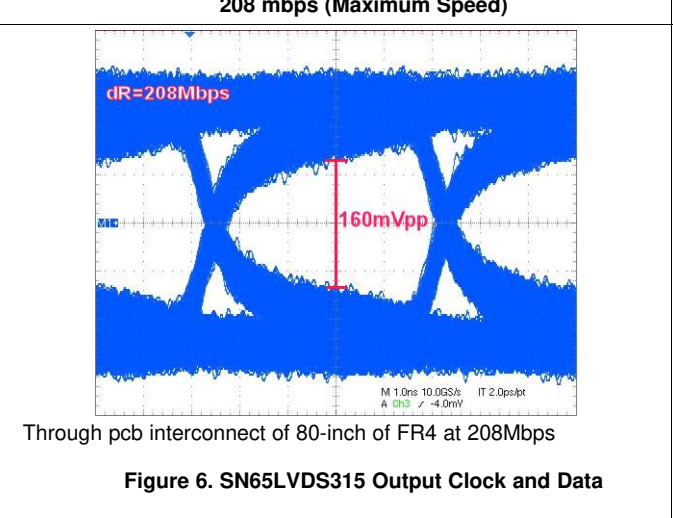 208 mbps (Maximum Speed)
dR=208Mbps
160mVpp
M 1.0ns 10.0GS/s IT 2.0ps/pt
A Ch3 -4.0mV
Through pcb interconnect of 80-inch of FR4 at 208Mbps
Figure 6. SN65LVDS315 Output Clock and Data